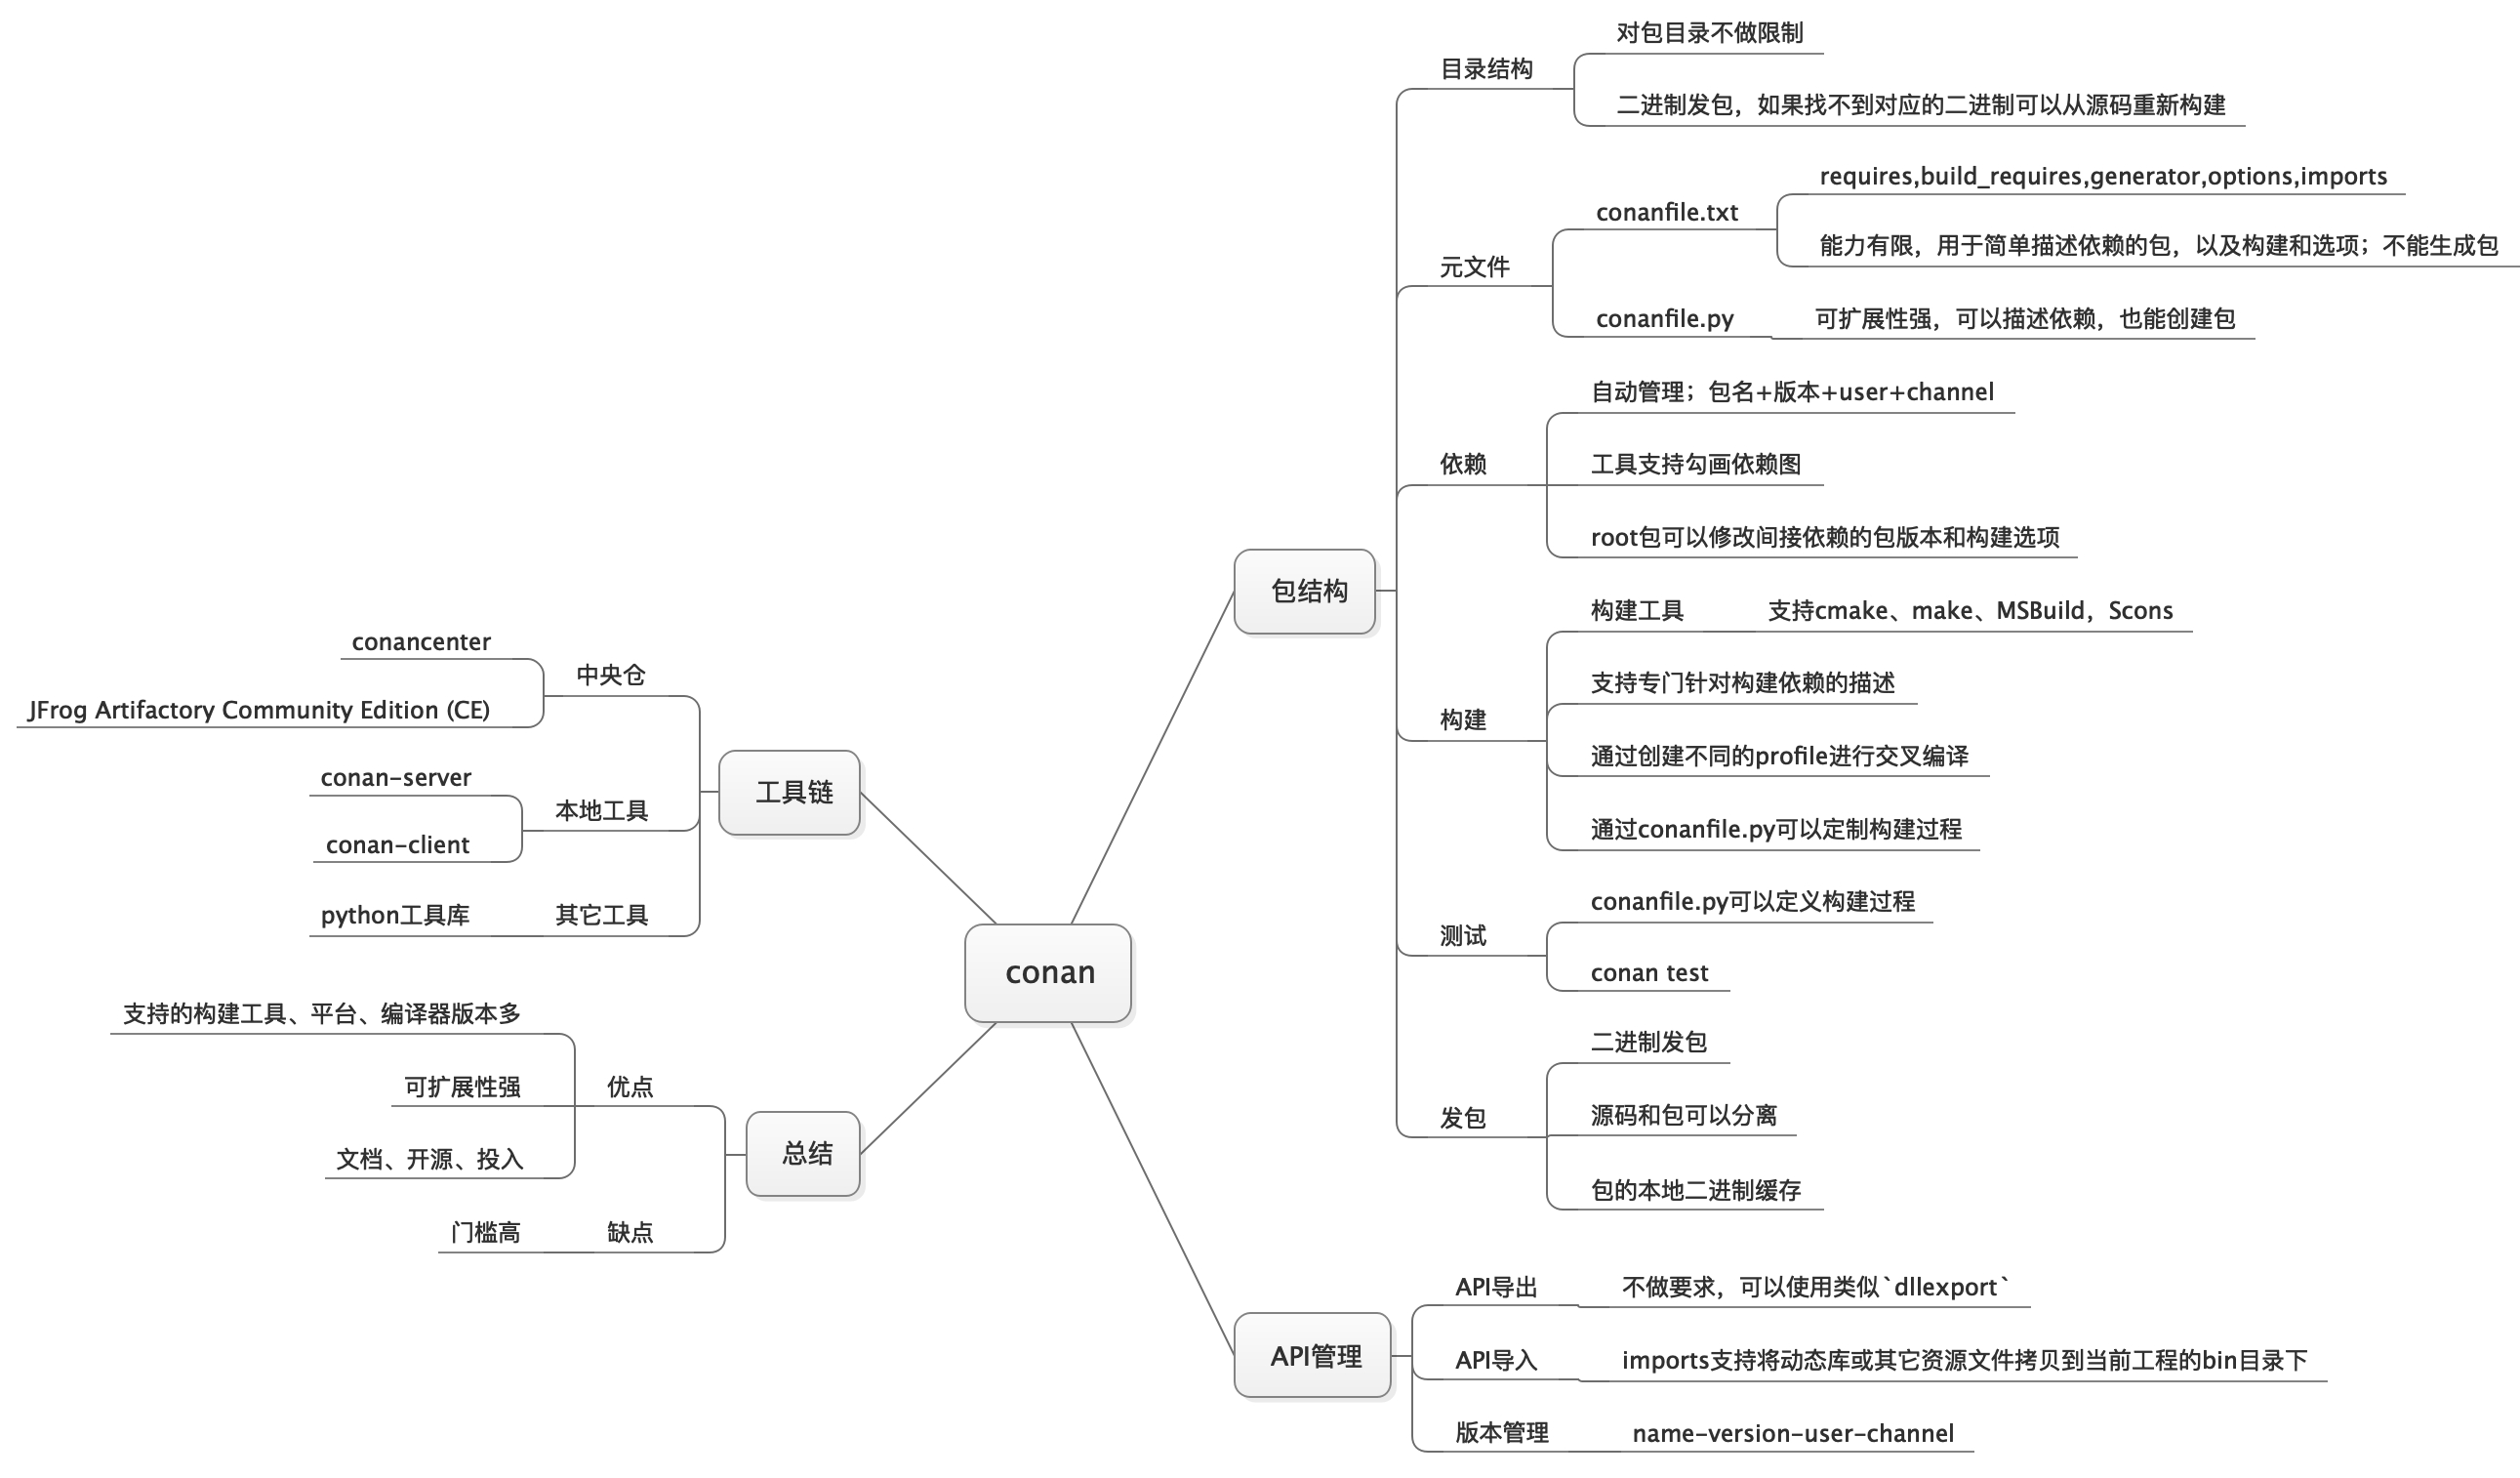 conan
包结构
目录结构
对包目录不做限制
二进制发包，如果找不到对应的二进制可以从源码重新构建
元文件
conanfile.txt
requires,build_requires,generator,options,imports
能力有限，用于简单描述依赖的包，以及构建和选项；不能生成包
conanfile.py
可扩展性强，可以描述依赖，也能创建包
依赖
自动管理；包名+版本+user+channel
工具支持勾画依赖图
root包可以修改间接依赖的包版本和构建选项
构建
构建工具
支持cmake、make、MSBuild，Scons
支持专门针对构建依赖的描述
通过创建不同的profile进行交叉编译
通过conanfile.py可以定制构建过程
测试
conanfile.py可以定义构建过程
conan test
发包
二进制发包
源码和包可以分离
包的本地二进制缓存
API管理
API导出
不做要求，可以使用类似`dllexport`
API导入
imports支持将动态库或其它资源文件拷贝到当前工程的bin目录下
版本管理
name-version-user-channel
工具链
中央仓
conancenter
JFrog Artifactory Community Edition (CE)
本地工具
conan-server
conan-client
其它工具
python工具库
总结
优点
支持的构建工具、平台、编译器版本多
可扩展性强
文档、开源、投入
缺点
门槛高